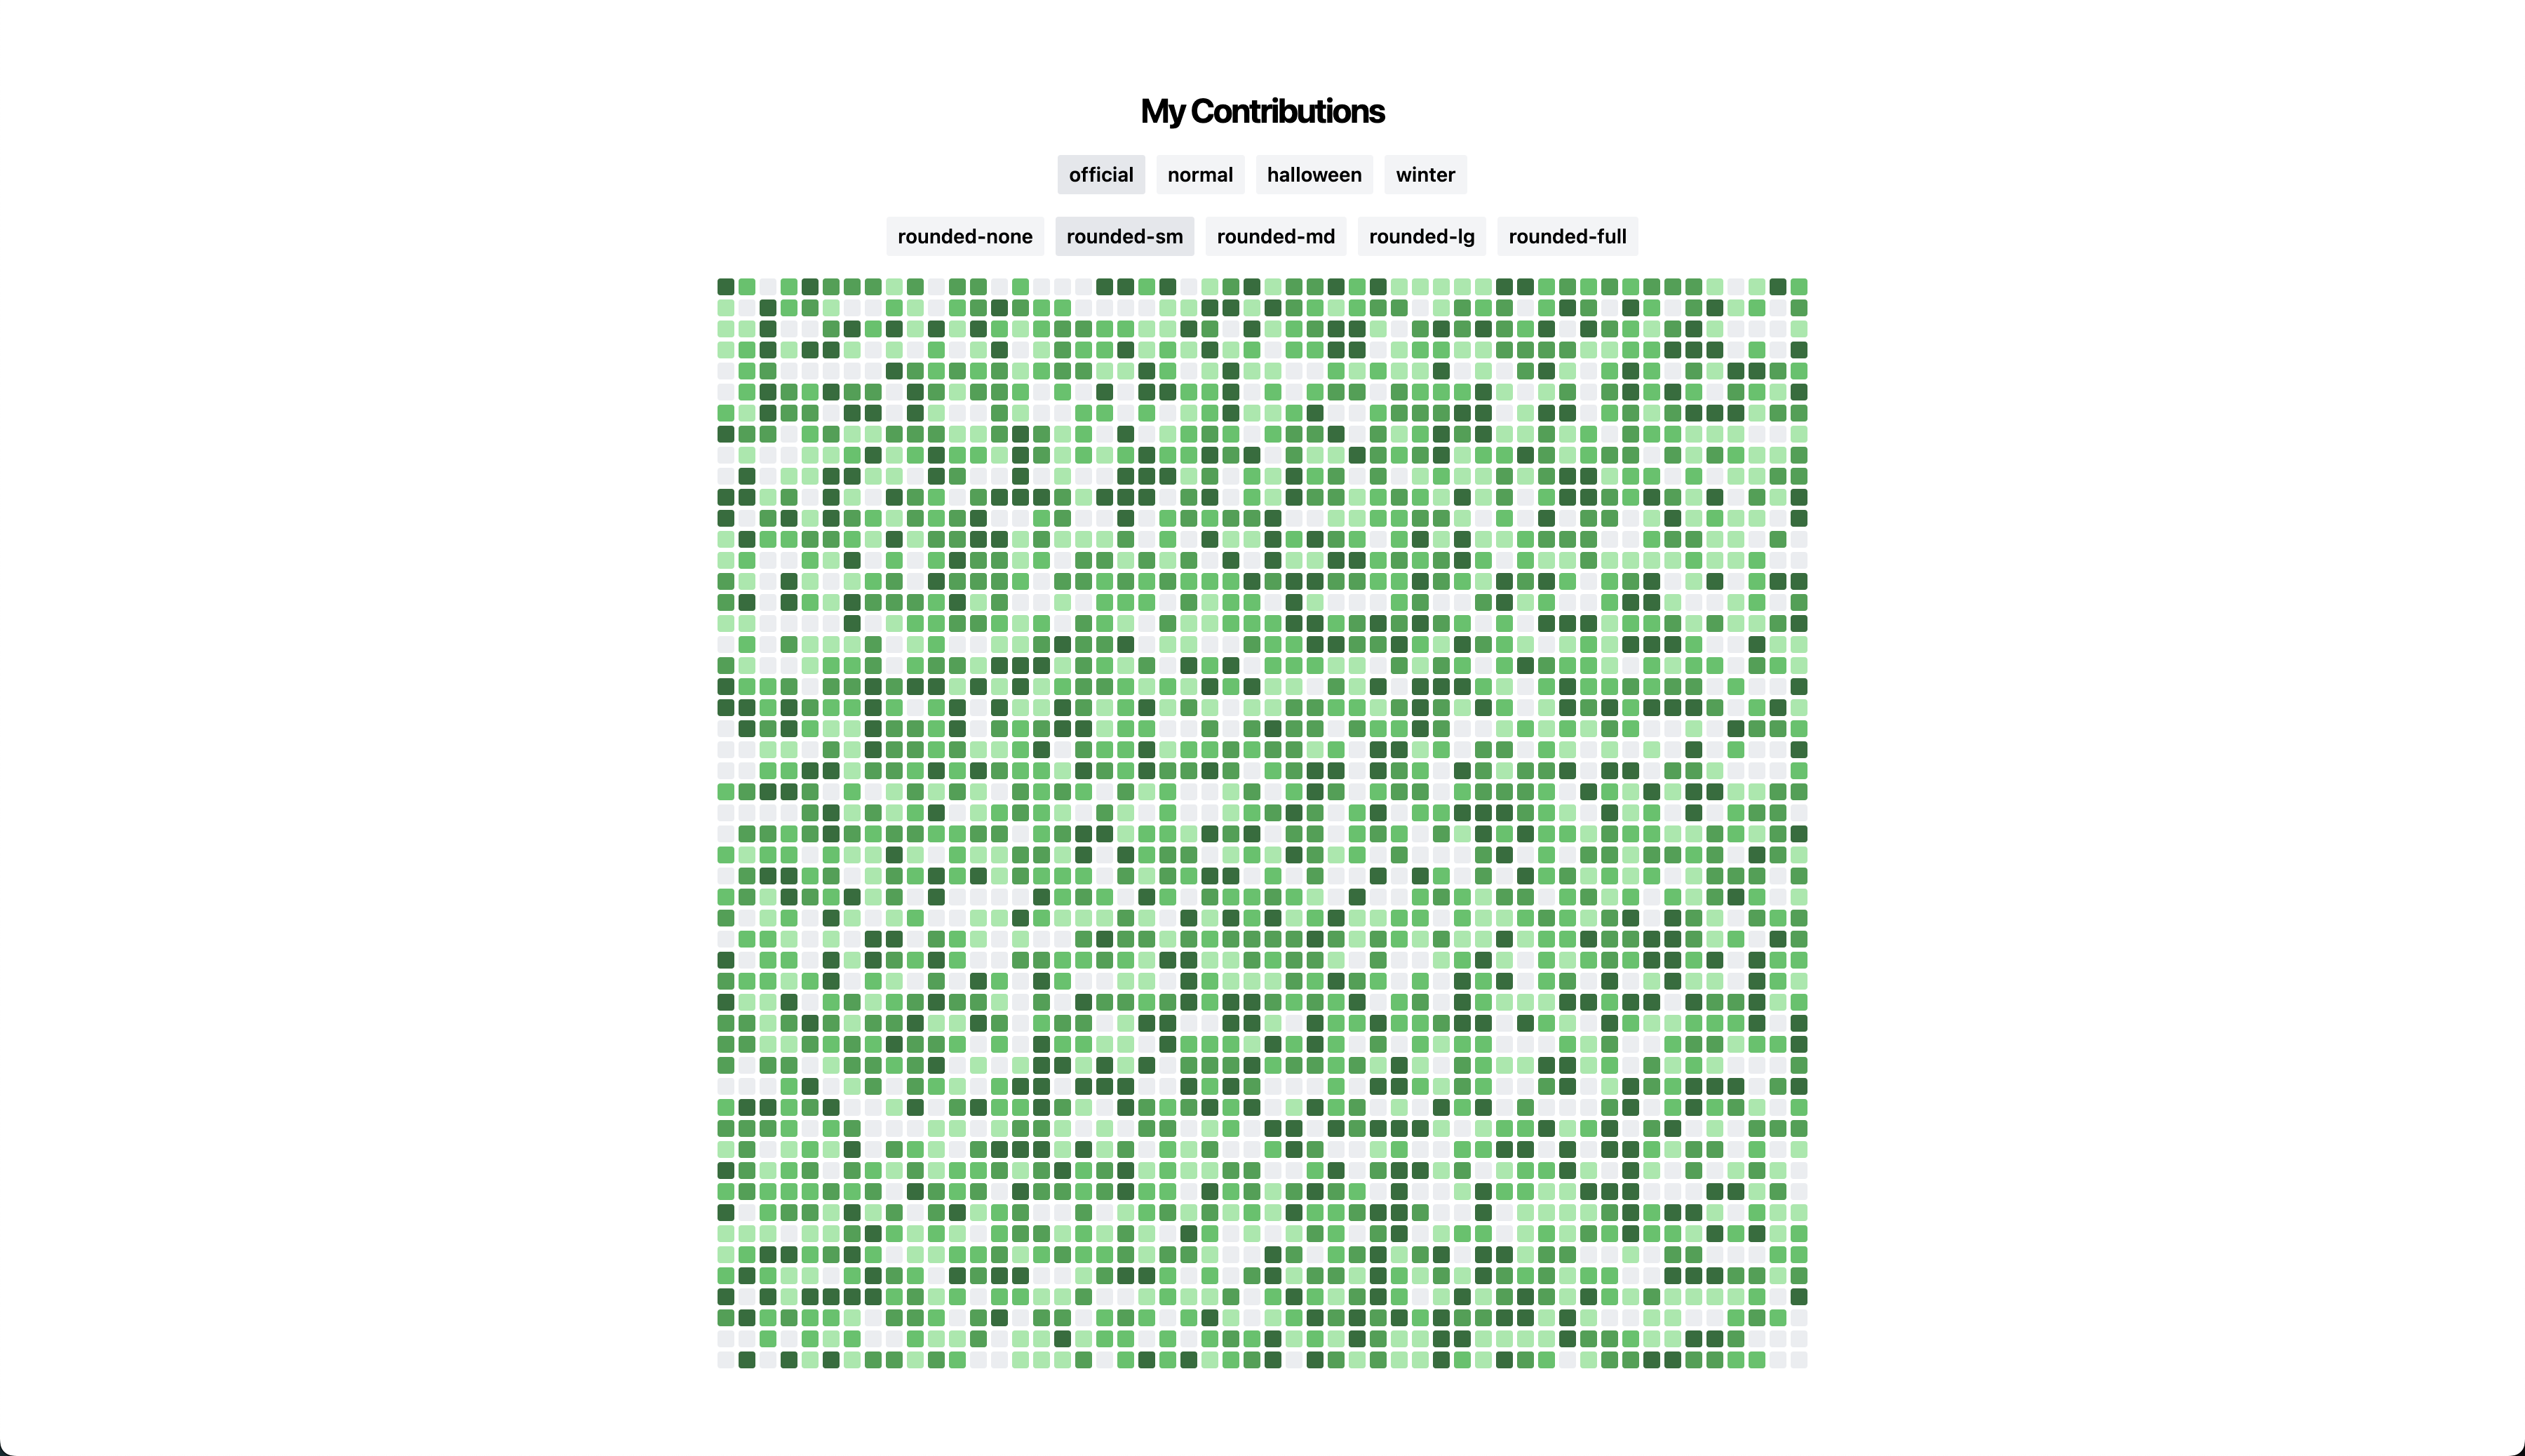 My Contributions
official normal halloween winter
rounded-none rounded-sm rounded-md rounded-lg rounded-full